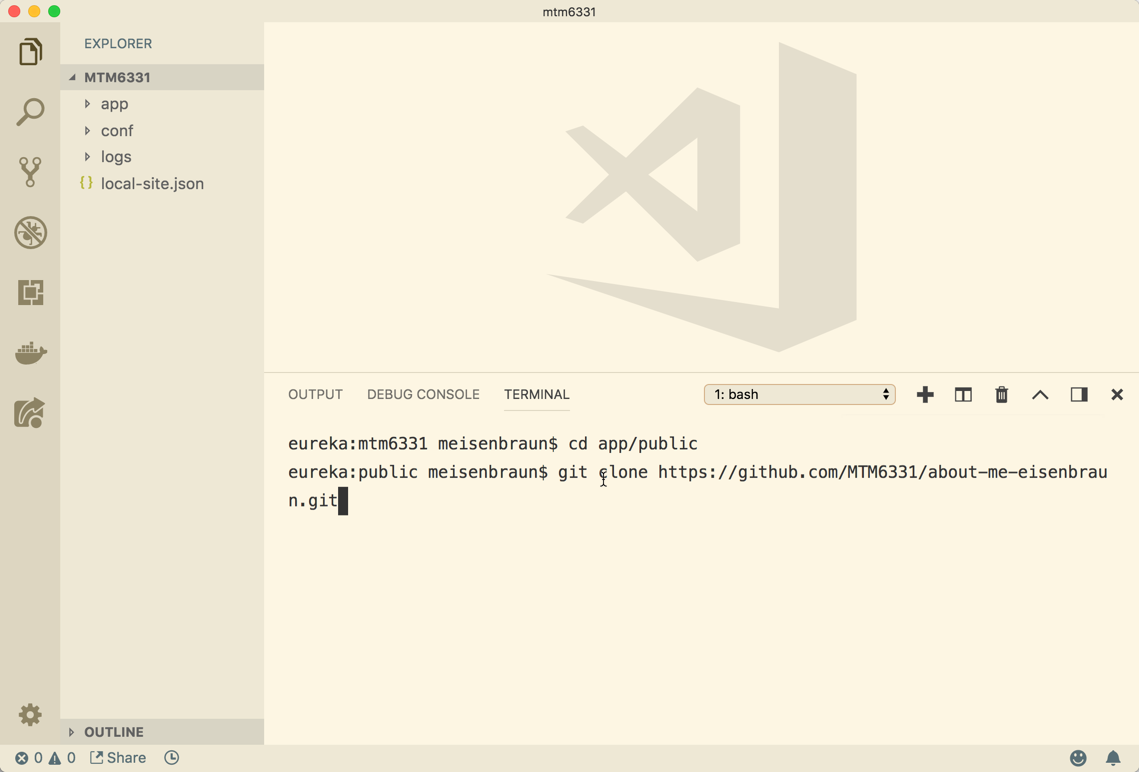 mtm6331
EXPLORER
MTM6331
app
conf
logs
{} local-site.json
OUTPUT DEBUG CONSOLE TERMINAL 1: bash
eureka:mtm6331 meisenbraun$ cd app/public
eureka:public meisenbraun$ git clone https://github.com/MTM6331/about-me-eisenbrau
n.git
OUTLINE
0 0 Share